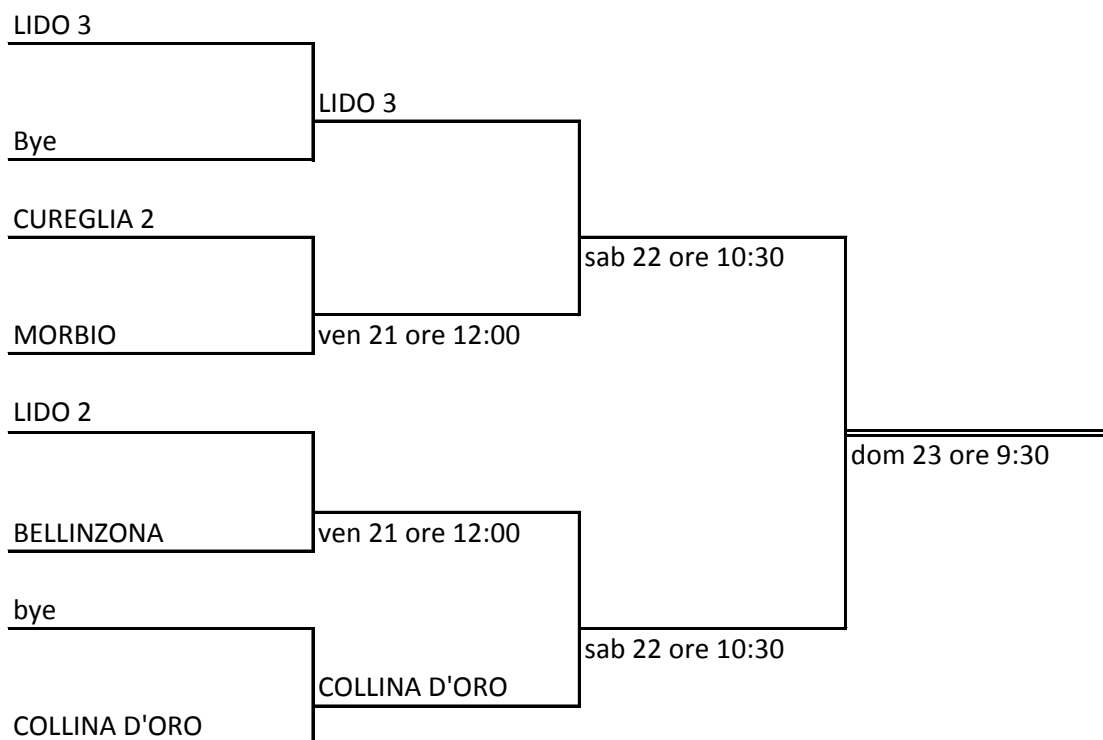 LIDO 3
LIDO 3
Bye
CUREGLIA 2
sab 22 ore 10:30
MORBIO
ven 21 ore 12:00
LIDO 2
dom 23 ore 9:30
BELLINZONA
ven 21 ore 12:00
bye
sab 22 ore 10:30
COLLINA D'ORO
COLLINA D'ORO